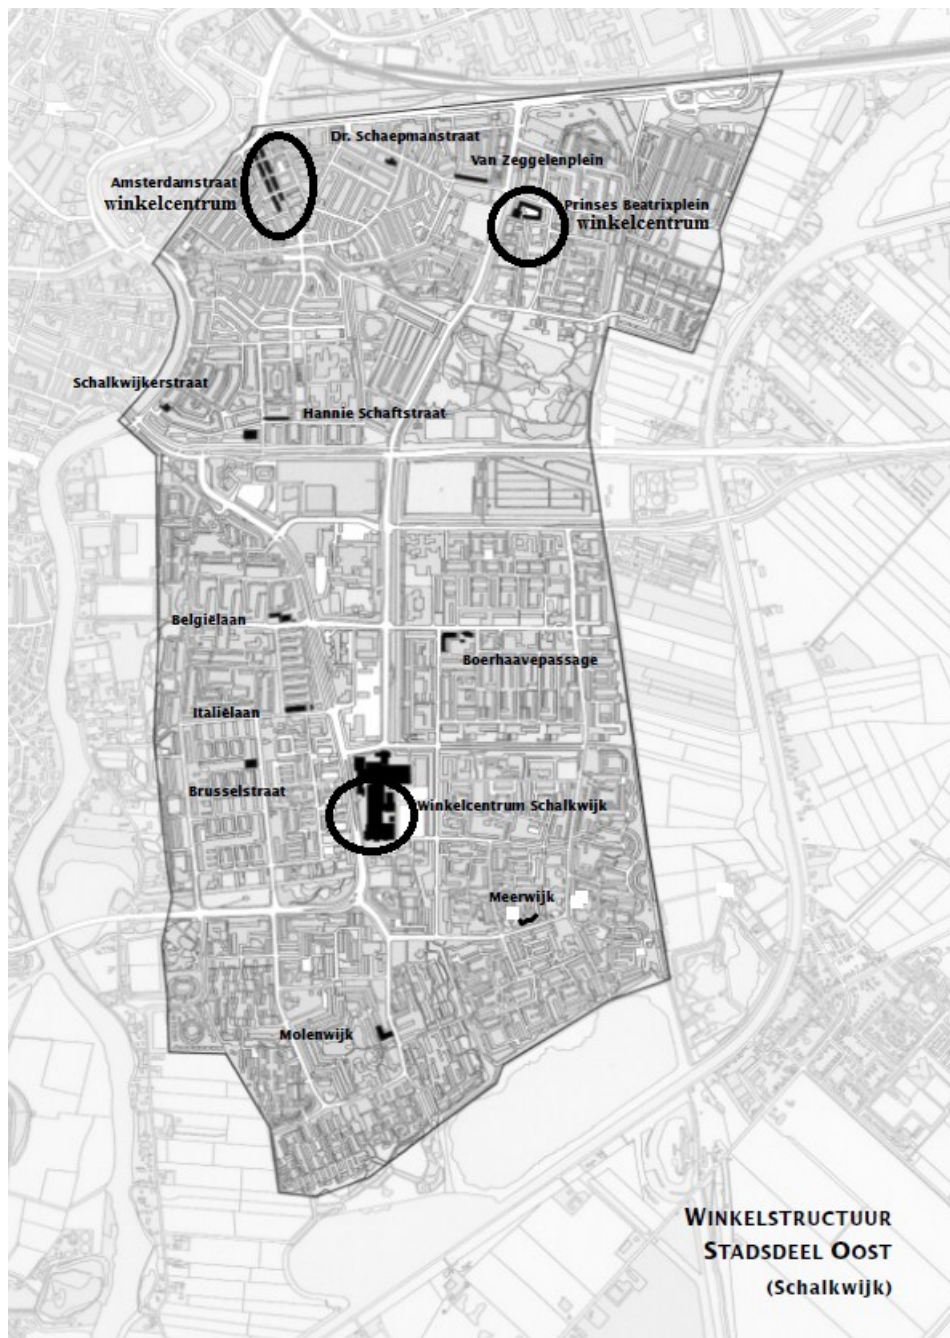 Dr. Schaepmanstraat
Van Zeggelenplein
Amsterdamstraat
winkelcentrum
Prinses Beatrixplein
winkelcentrum
Schalkwijkerstraat
Hannie Schaftstraat
Belgiëlaan
Boerhaavepassage
Italiëlaan
Brusselstraat
Winkelcentrum Schalkwijk
Meerwijk
Molenwijk
WINKELSTRUCTUUR
STADSDEEL OOST
(Schalkwijk)